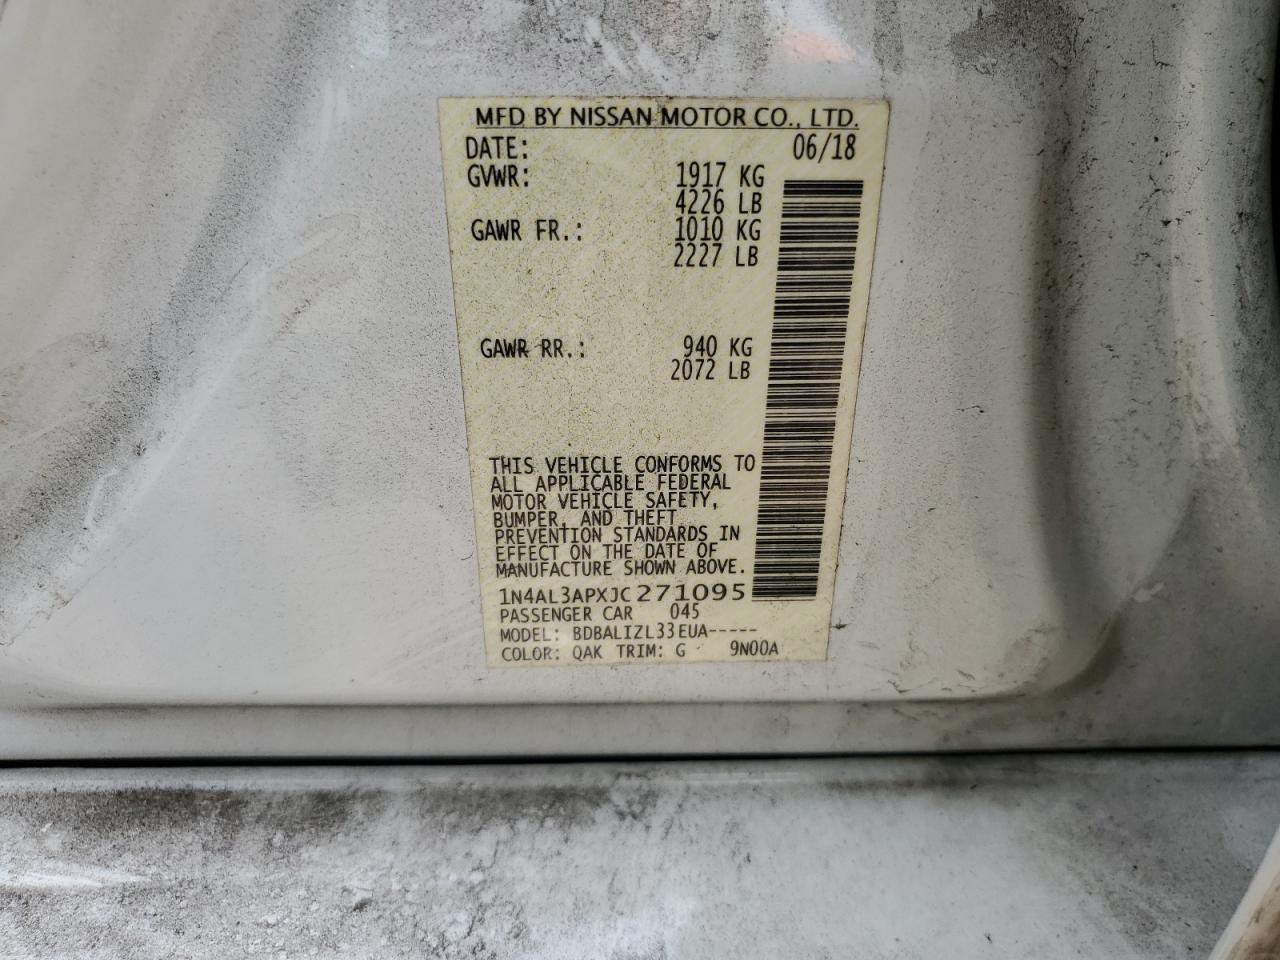 MFD BY NISSAN MOTOR CO., LTD.
DATE: 06/18
GVWR: 1917 KG
4226 LB
GAWR FR.: 1010 KG
2227 LB
GAWR RR.: 940 KG
2072 LB
THIS VEHICLE CONFORMS TO
ALL APPLICABLE FEDERAL
MOTOR VEHICLE SAFETY,
BUMPER, AND THEFT
PREVENTION STANDARDS IN
EFFECT ON THE DATE OF
MANUFACTURE SHOWN ABOVE.
1N4AL3APXJC271095
PASSENGER CAR 045
MODEL: BDBALIZL33EUA-----
COLOR: QAK TRIM: G 9N00A